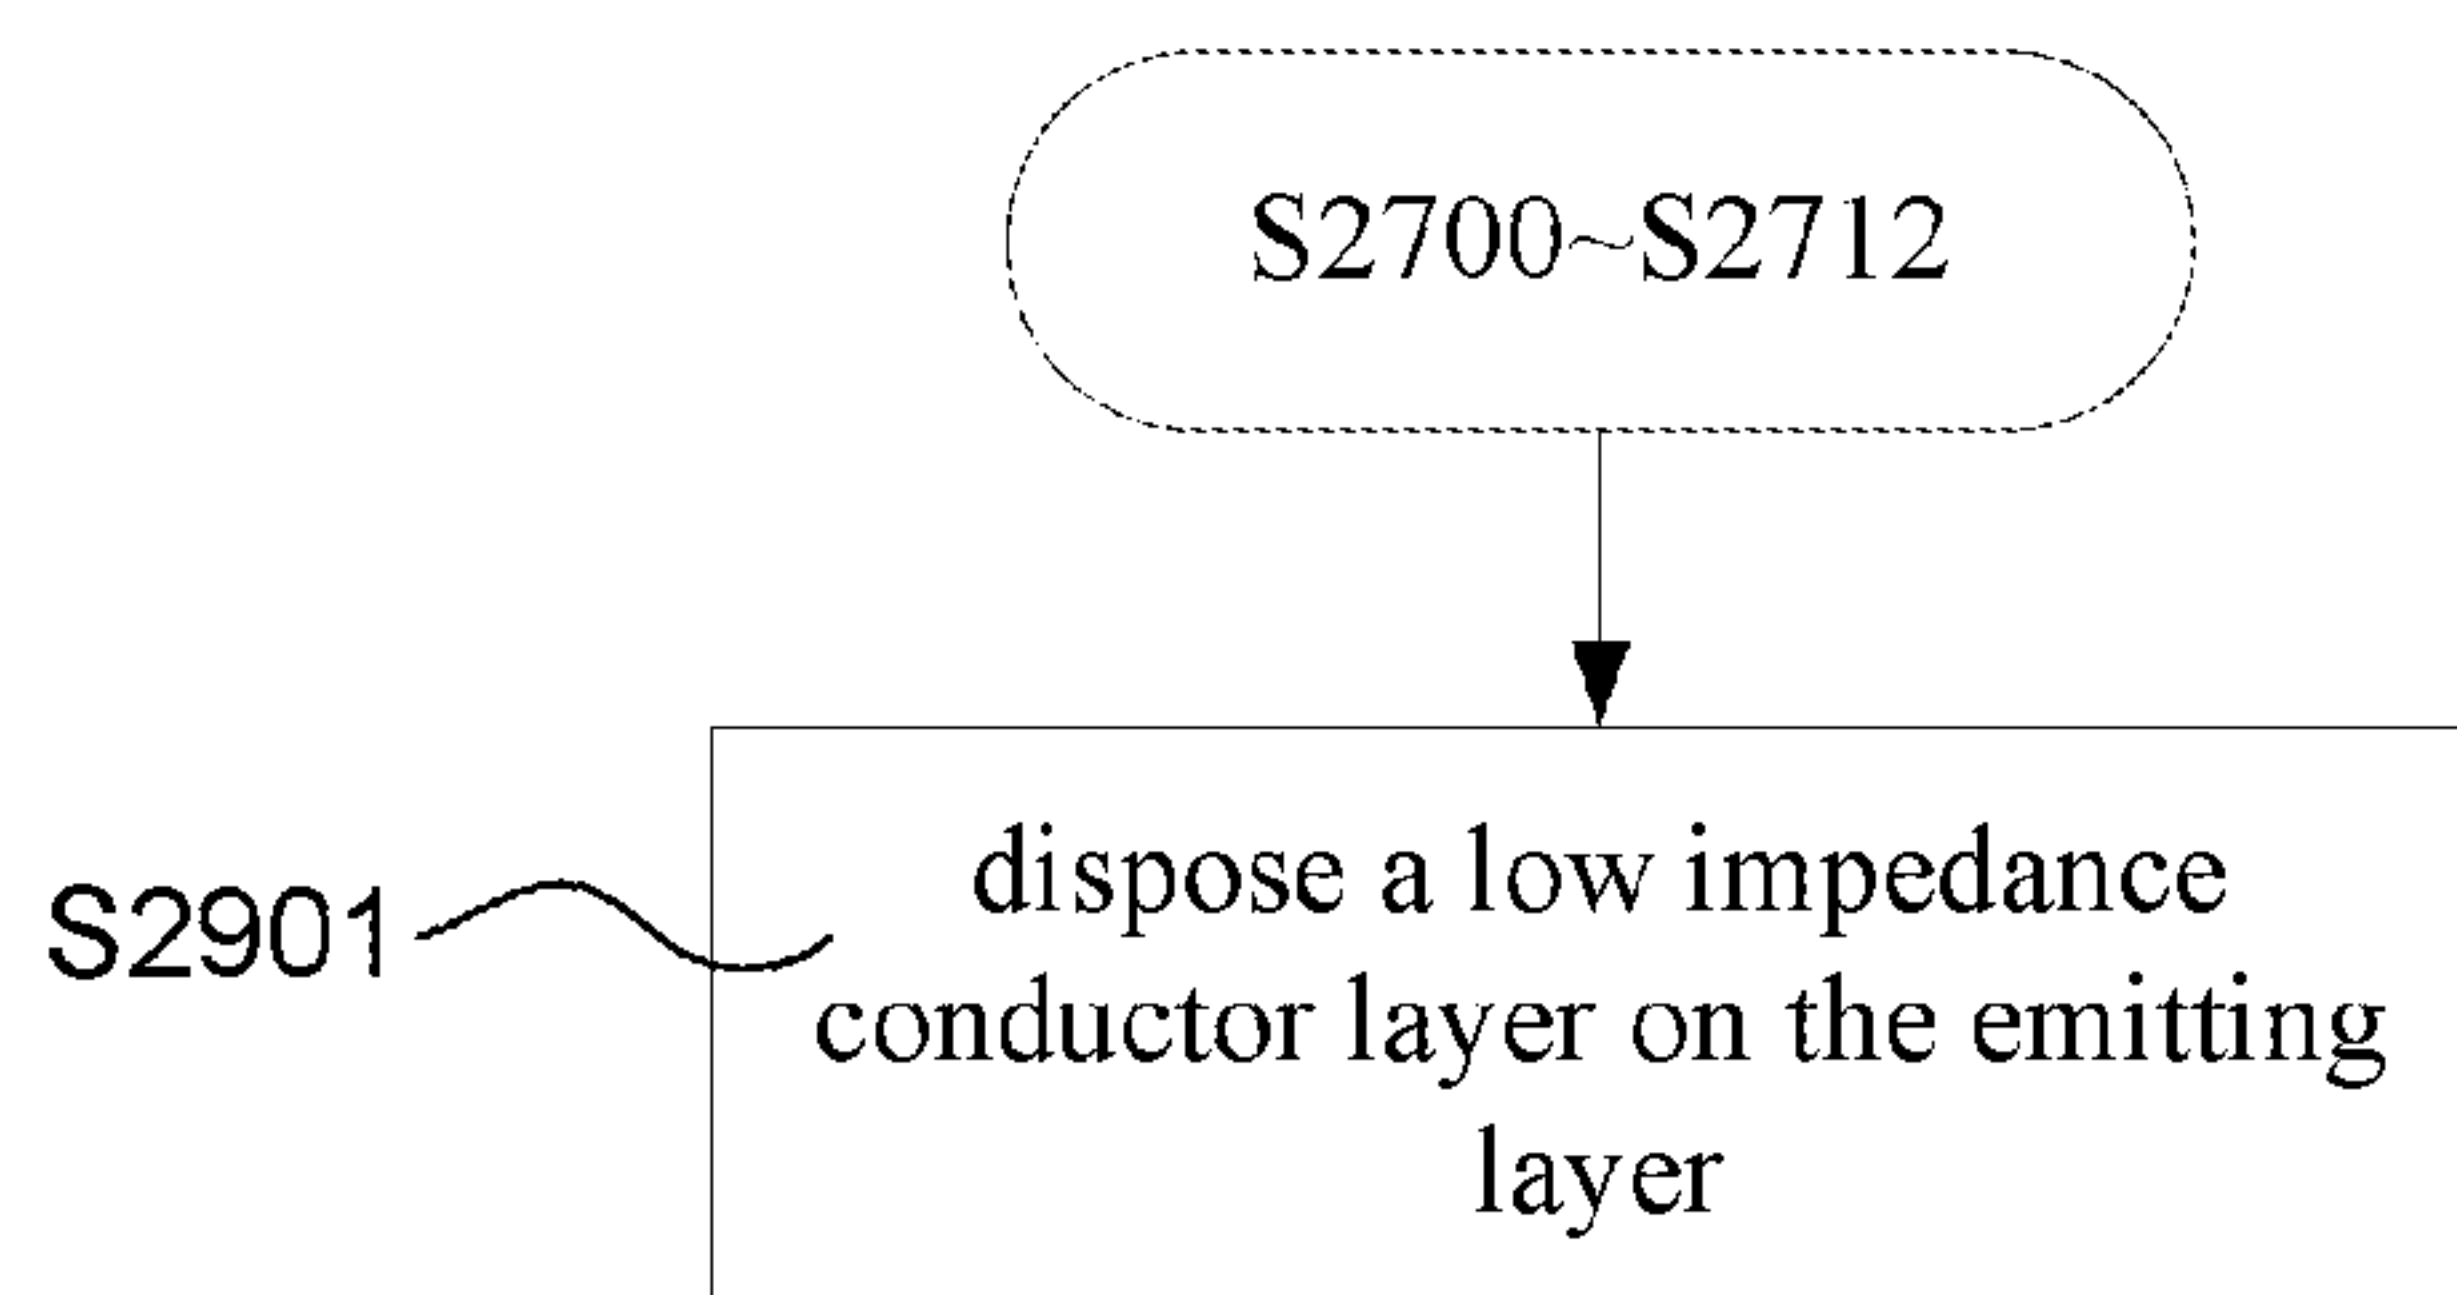 S2700~S2712
S2901
dispose a low impedance
conductor layer on the emitting
layer